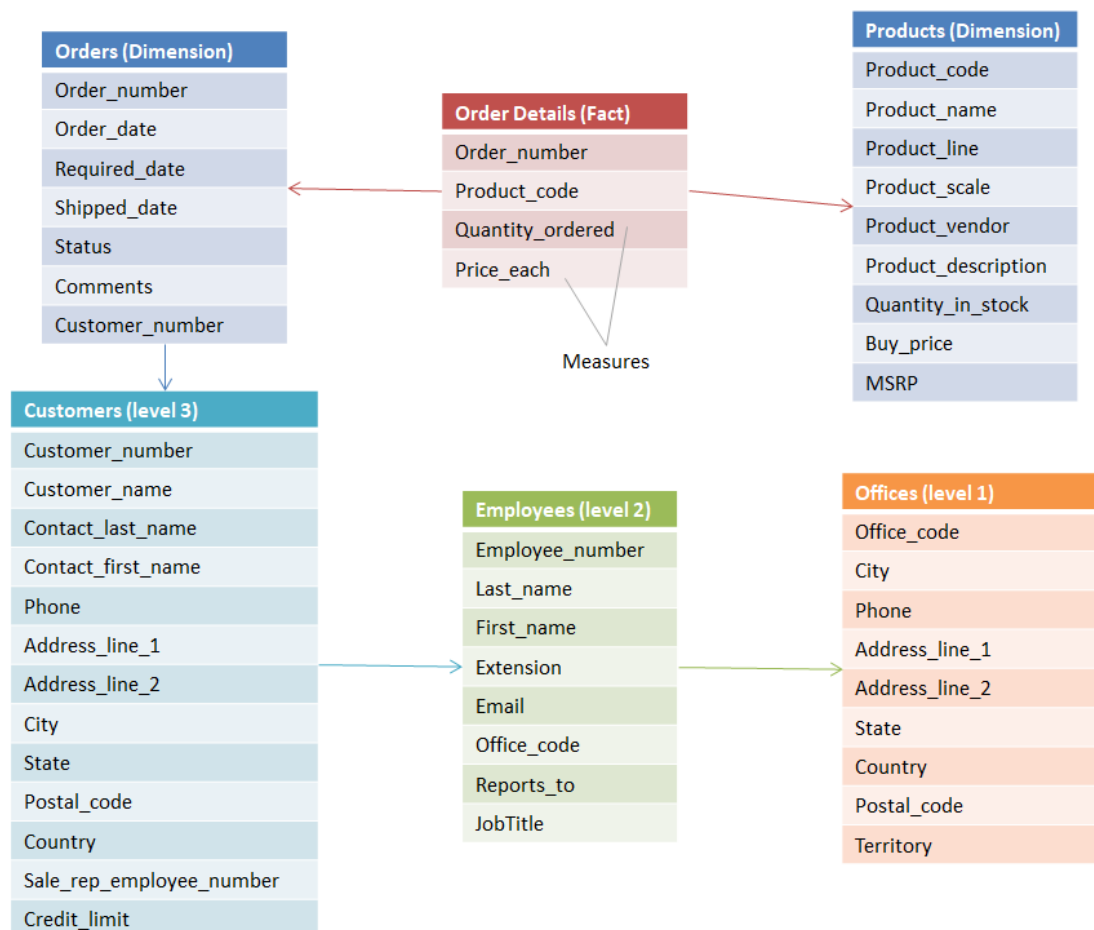 Orders (Dimension)
Order_number
Order_date
Required_date
Shipped_date
Status
Comments
Customer_number
Order Details (Fact)
Order_number
Product_code
Quantity_ordered
Price_each
Measures
Products (Dimension)
Product_code
Product_name
Product_line
Product_scale
Product_vendor
Product_description
Quantity_in_stock
Buy_price
MSRP
Customers (level 3)
Customer_number
Customer_name
Contact_last_name
Contact_first_name
Phone
Address_line_1
Address_line_2
City
State
Postal_code
Country
Sale_rep_employee_number
Credit_limit
Employees (level 2)
Employee_number
Last_name
First_name
Extension
Email
Office_code
Reports_to
JobTitle
Offices (level 1)
Office_code
City
Phone
Address_line_1
Address_line_2
State
Country
Postal_code
Territory